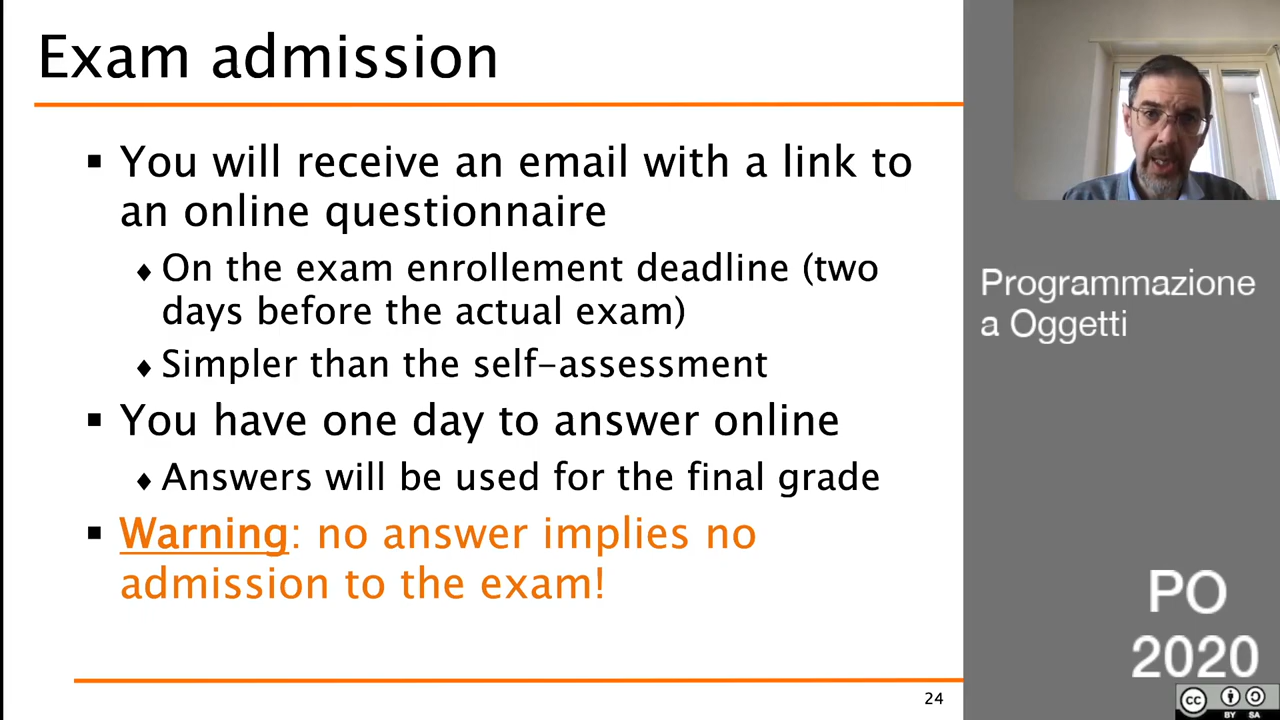 Exam admission
▪ You will receive an email with a link to
an online questionnaire
♦ On the exam enrollement deadline (two
days before the actual exam)
♦ Simpler than the self-assessment
▪ You have one day to answer online
♦ Answers will be used for the final grade
▪ Warning: no answer implies no
admission to the exam!
24
Programmazione
a Oggetti
PO
2020
cc
BY SA